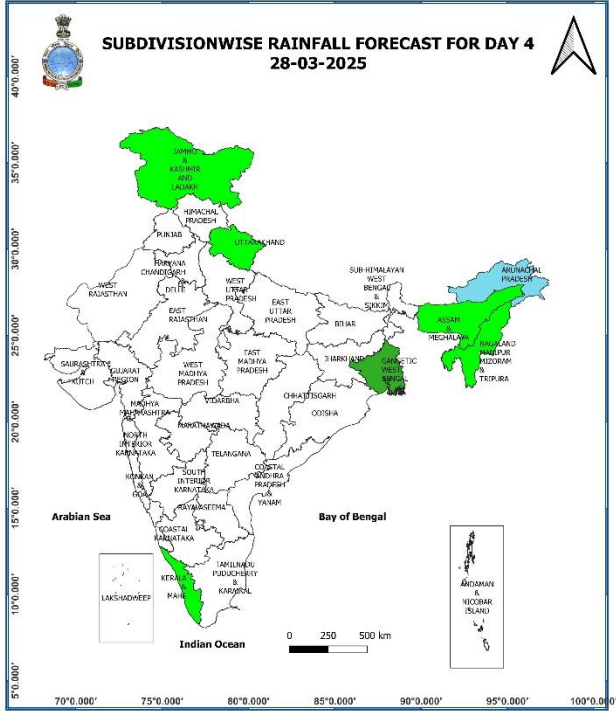 SUBDIVISIONWISE RAINFALL FORECAST FOR DAY 4
28-03-2025
40°0.000'
35°0.000'
30°0.000'
25°0.000'
20°0.000'
15°0.000'
10°0.000'
5°0.000'
JAMMU
&
KASHMIR
AND
LADAKH
HIMACHAL
PRADESH
PUNJAB
UTTARAKHAND
HARYANA
CHANDIGARH
&
DELHI
WEST
RAJASTHAN
WEST
UTTAR
PRADESH
EAST
RAJASTHAN
EAST
UTTAR
PRADESH
SUB-HIMALAYAN
WEST
BENGAL
&
SIKKIM
ARUNACHAL
PRADESH
ASSAM
&
MEGHALAYA
NAGALAND
MANIPUR
MIZORAM
&
TRIPURA
BIHAR
JHARKHAND
GANGETIC
WEST
BENGAL
SAURASHTRA
&
KUTCH
GUJARAT
REGION
WEST
MADHYA
PRADESH
EAST
MADHYA
PRADESH
CHHATTISGARH
ODISHA
VIDARBHA
MADHYA
MAHARASHTRA
MARATHAWADA
NORTH
INTERIOR
KARNATAKA
TELANGANA
KONKAN
&
GOA
SOUTH
INTERIOR
KARNATAKA
COASTAL
ANDHRA
PRADESH
&
YANAM
RAYALASEEMA
COASTAL
KARNATAKA
Arabian Sea
Bay of Bengal
KERALA
&
MAHE
TAMILNADU
PUDUCHERRY
&
KARAIKAL
LAKSHADWEEP
ANDAMAN
&
NICOBAR
ISLAND
Indian Ocean
0 250 500 km
70°0.000' 75°0.000' 80°0.000' 85°0.000' 90°0.000' 95°0.000' 100°0.000'